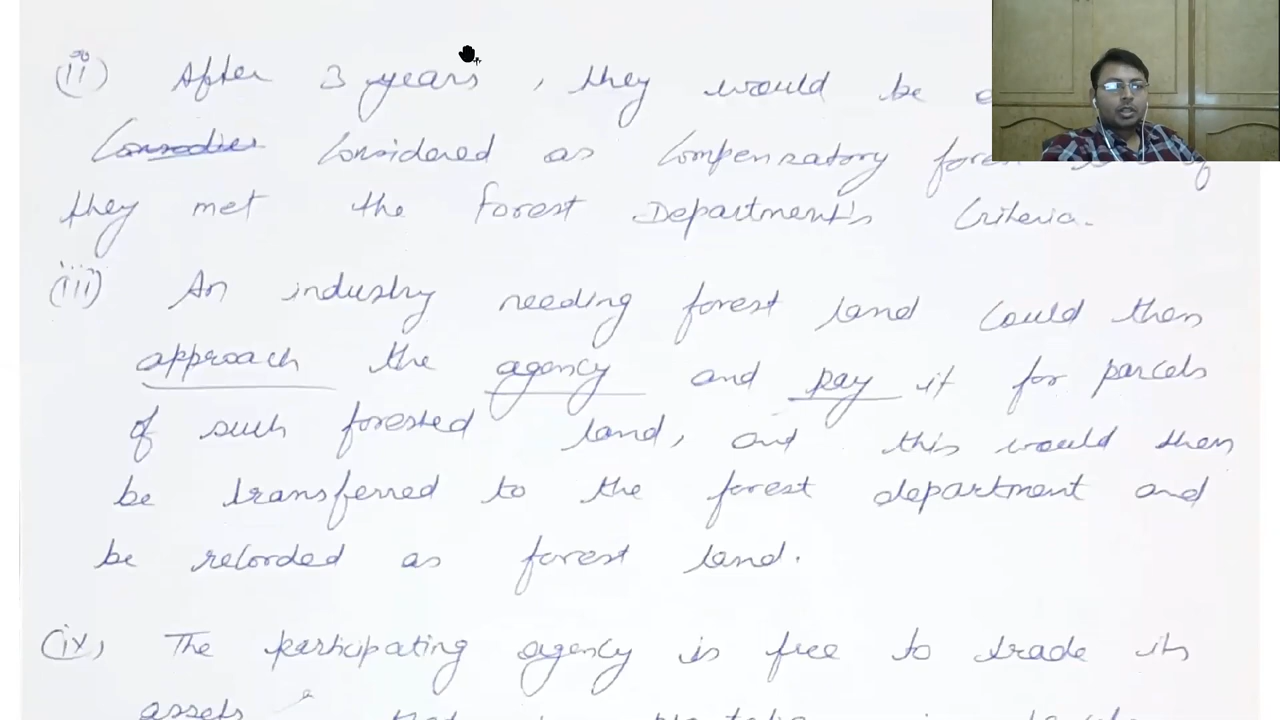 (ii) After 3 years, they would be
Considered as Compensatory
they met the Forest Department's Criteria.
(iii) An industry needing forest land could then
approach the agency and pay it for parcels
of such forested land, and this would then
be transferred to the forest department and
be recorded as forest land.
(iv) The participating agency is free to trade its
assets